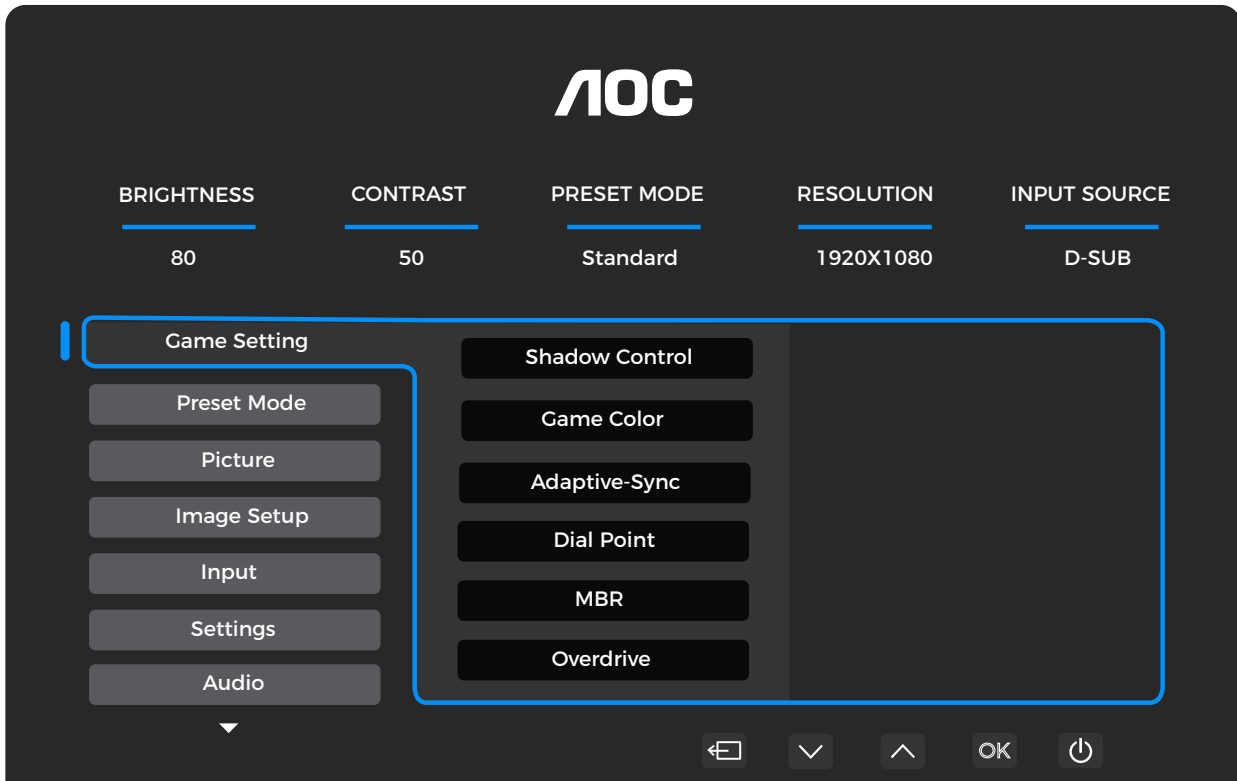 AOC
BRIGHTNESS CONTRAST PRESET MODE RESOLUTION INPUT SOURCE
80 50 Standard 1920X1080 D-SUB
Game Setting
Preset Mode
Picture
Image Setup
Input
Settings
Audio
Shadow Control
Game Color
Adaptive-Sync
Dial Point
MBR
Overdrive
OK